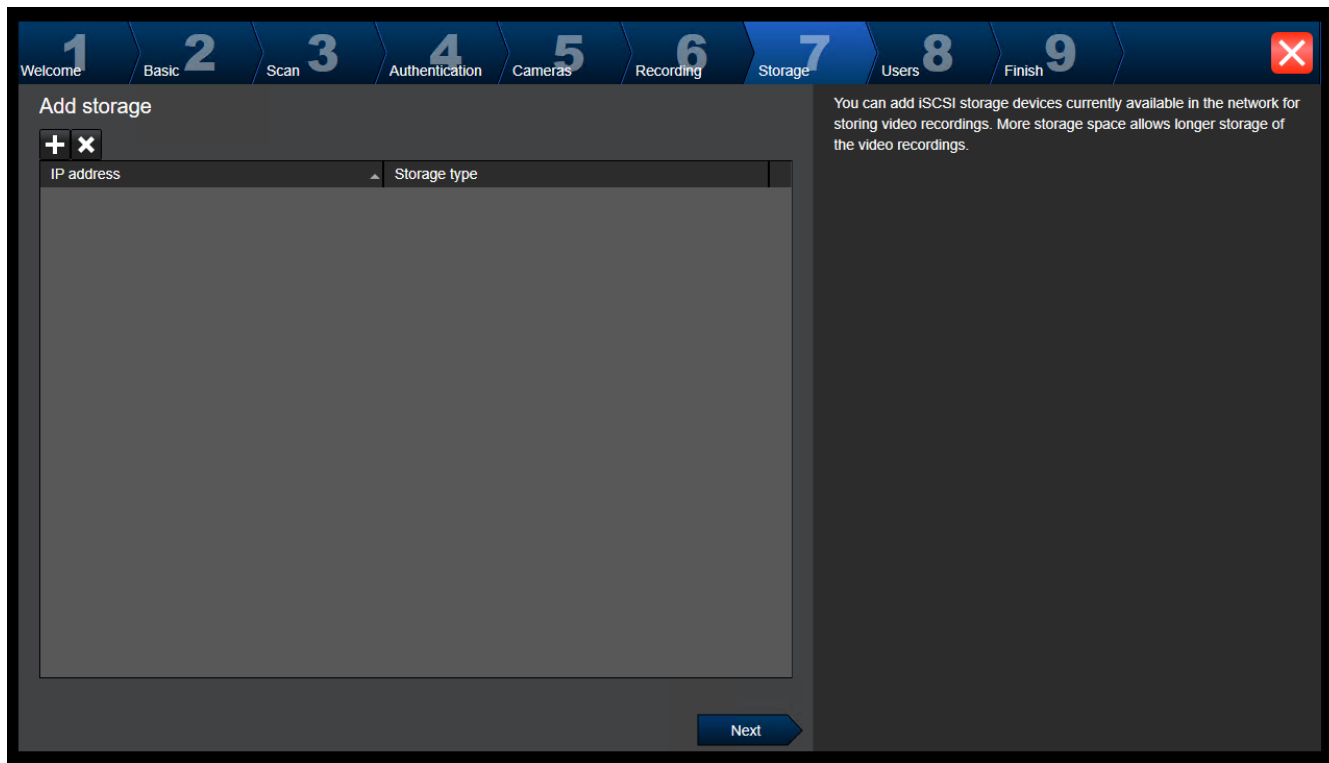 1 Welcome
2 Basic
3 Scan
4 Authentication
5 Cameras
6 Recording
7 Storage
8 Users
9 Finish
Add storage
IP address
Storage type
Next
You can add iSCSI storage devices currently available in the network for
storing video recordings. More storage space allows longer storage of
the video recordings.